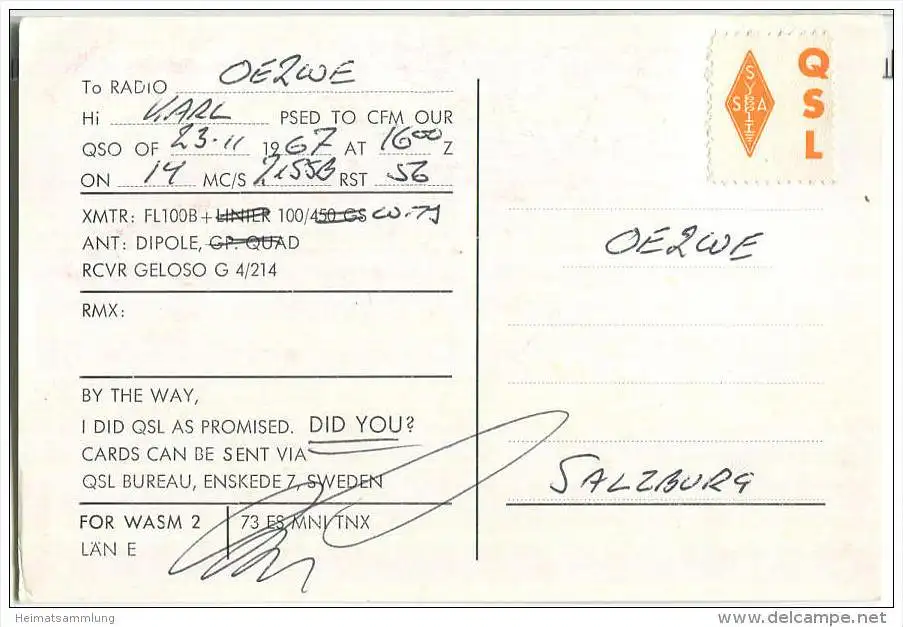 To RADIO OE2WE
Hi KARL PSED TO CFM OUR
QSO OF 23-11 1967 AT 1600 Z
ON 14 MC/S SSB RST 56
XMTR: FL100B + LINIER 100/450 GS
ANT: DIPOLE, GP. QUAD
RCVR GELOSO G 4/214
RMX:
BY THE WAY,
I DID QSL AS PROMISED. DID YOU?
CARDS CAN BE SENT VIA
QSL BUREAU, ENSKEDE 7, SWEDEN
FOR WASM 2
LÄN E
73 ES MNI TNX
QSL
OE2WE
SALZBURG
Heimatsammlung
www.delcampe.net